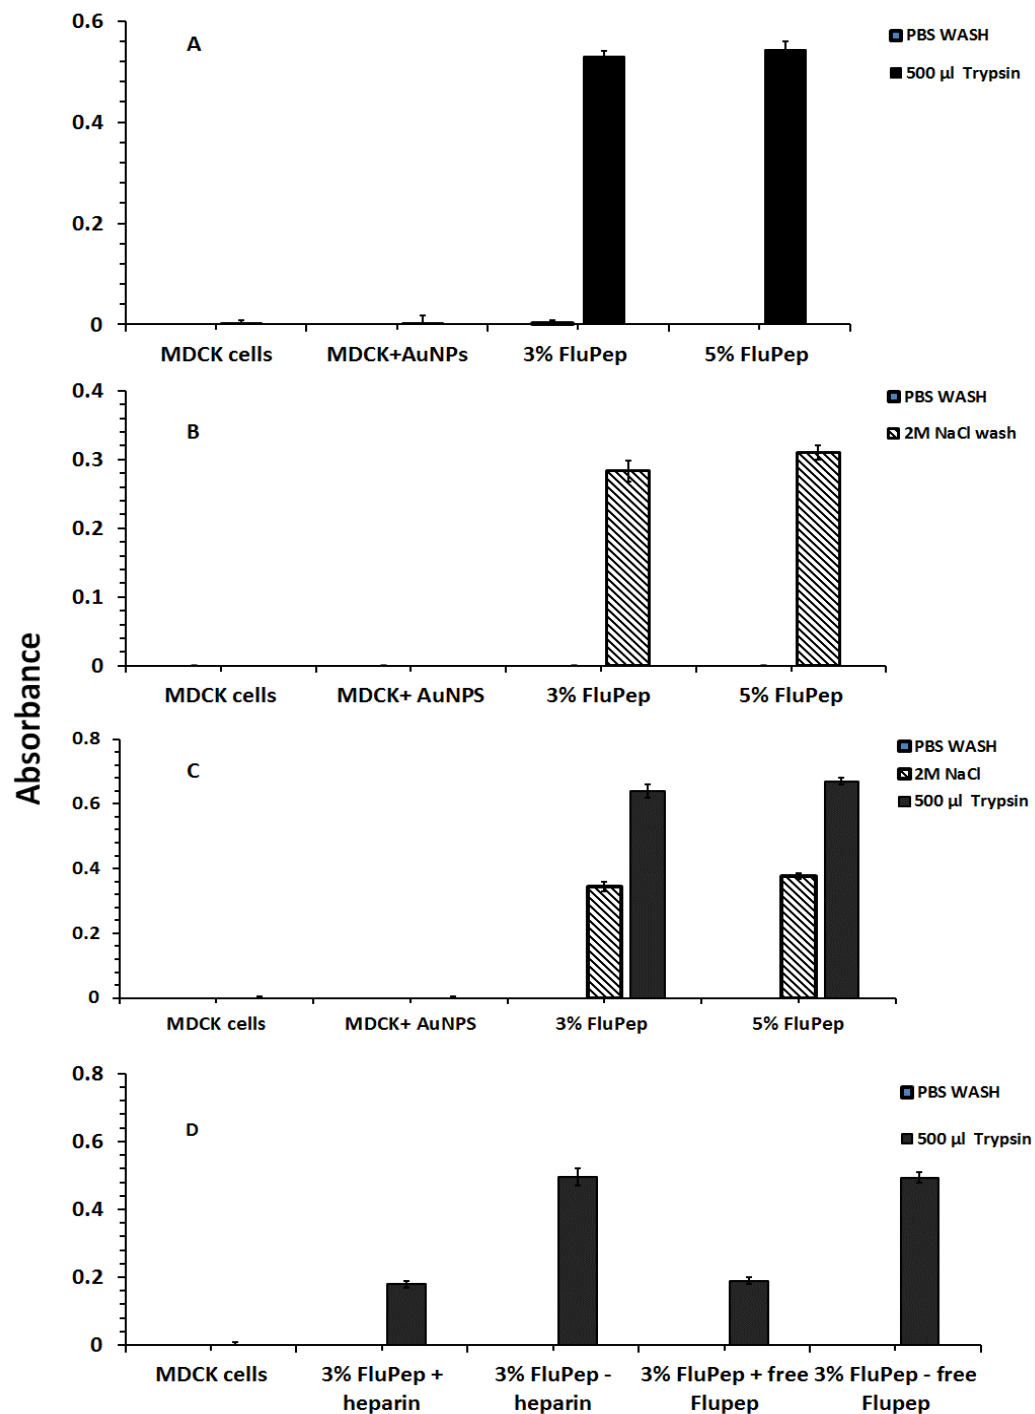 Absorbance
A
0.6
0.4
0.2
0
PBS WASH
500 µl Trypsin
MDCK cells MDCK+AuNPs 3% FluPep 5% FluPep
B
0.4
0.3
0.2
0.1
0
PBS WASH
2M NaCl wash
MDCK cells MDCK+ AuNPS 3% FluPep 5% FluPep
C
0.8
0.6
0.4
0.2
0
PBS WASH
2M NaCl
500 µl Trypsin
MDCK cells MDCK+ AuNPS 3% FluPep 5% FluPep
D
0.8
0.6
0.4
0.2
0
PBS WASH
500 µl Trypsin
MDCK cells 3% FluPep + 3% FluPep - 3% FluPep + free 3% FluPep - free
heparin heparin Flupep Flupep